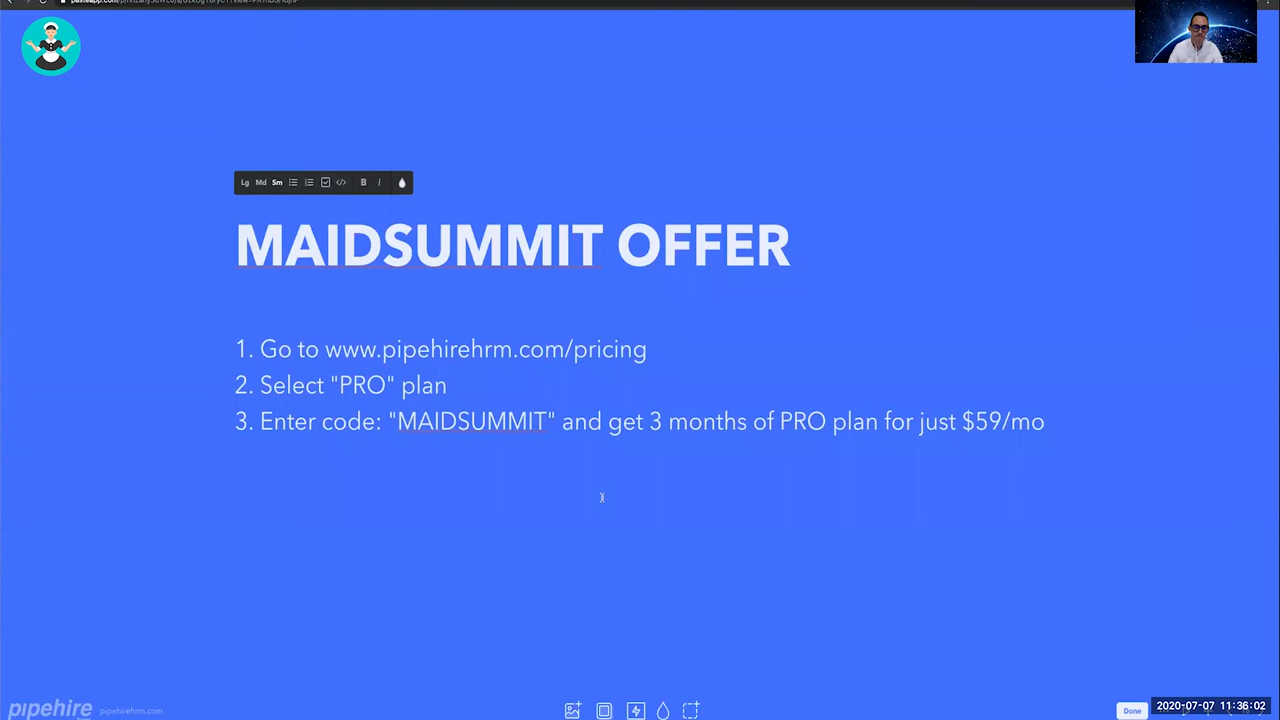 Lg Md Sm B I
MAIDSUMMIT OFFER
1. Go to www.pipehirehrm.com/pricing
2. Select "PRO" plan
3. Enter code: "MAIDSUMMIT" and get 3 months of PRO plan for just $59/mo
pipehire pipehirehrm.com
Done 2020-07-07 11:36:02